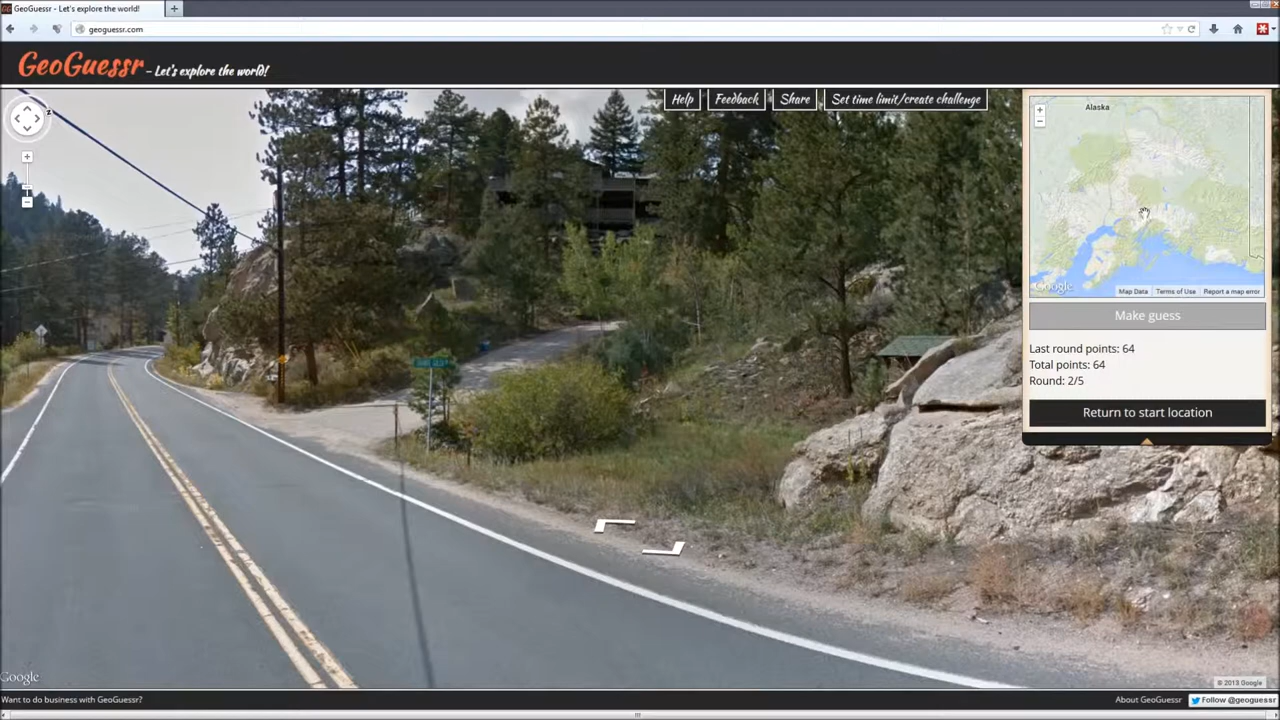 GeoGuessr - Let's explore the world!
geoguessr.com
GeoGuessr - Let's explore the world!
Help
Feedback
Share
Set time limit/create challenge
Alaska
Google
Map Data
Terms of Use
Report a map error
Make guess
Last round points: 64
Total points: 64
Round: 2/5
Return to start location
Google
© 2013 Google
Want to do business with GeoGuessr?
About GeoGuessr
Follow @geoguessr